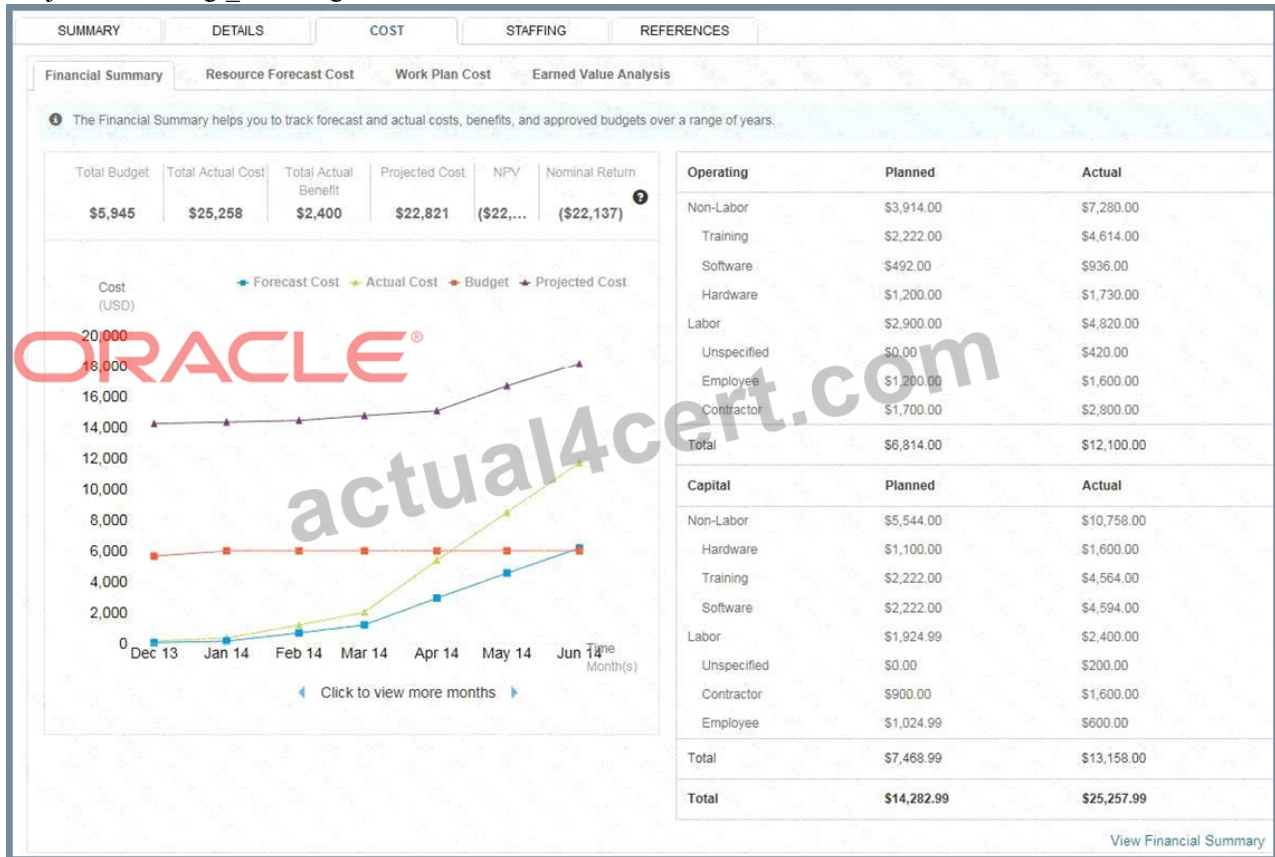 SUMMARY DETAILS COST STAFFING REFERENCES
Financial Summary Resource Forecast Cost Work Plan Cost Earned Value Analysis
The Financial Summary helps you to track forecast and actual costs, benefits, and approved budgets over a range of years.
Total Budget Total Actual Cost Total Actual Benefit Projected Cost NPV Nominal Return
$5,945 $25,258 $2,400 $22,821 ($22,... ($22,137)
Cost
(USD)
Forecast Cost Actual Cost Budget Projected Cost
20,000
18,000
16,000
14,000
12,000
10,000
8,000
6,000
4,000
2,000
0
Dec 13 Jan 14 Feb 14 Mar 14 Apr 14 May 14 Jun 14
Time
Month(s)
Click to view more months
Operating Planned Actual
Non-Labor $3,914.00 $7,280.00
Training $2,222.00 $4,614.00
Software $492.00 $936.00
Hardware $1,200.00 $1,730.00
Labor $2,900.00 $4,820.00
Unspecified $0.00 $420.00
Employee $1,200.00 $1,600.00
Contractor $1,700.00 $2,800.00
Total $6,814.00 $12,100.00
Capital Planned Actual
Non-Labor $5,544.00 $10,758.00
Hardware $1,100.00 $1,600.00
Training $2,222.00 $4,564.00
Software $2,222.00 $4,594.00
Labor $1,924.99 $2,400.00
Unspecified $0.00 $200.00
Contractor $900.00 $1,600.00
Employee $1,024.99 $600.00
Total $7,468.99 $13,158.00
Total $14,282.99 $25,257.99
View Financial Summary
ORACLE®
actual4cert.com